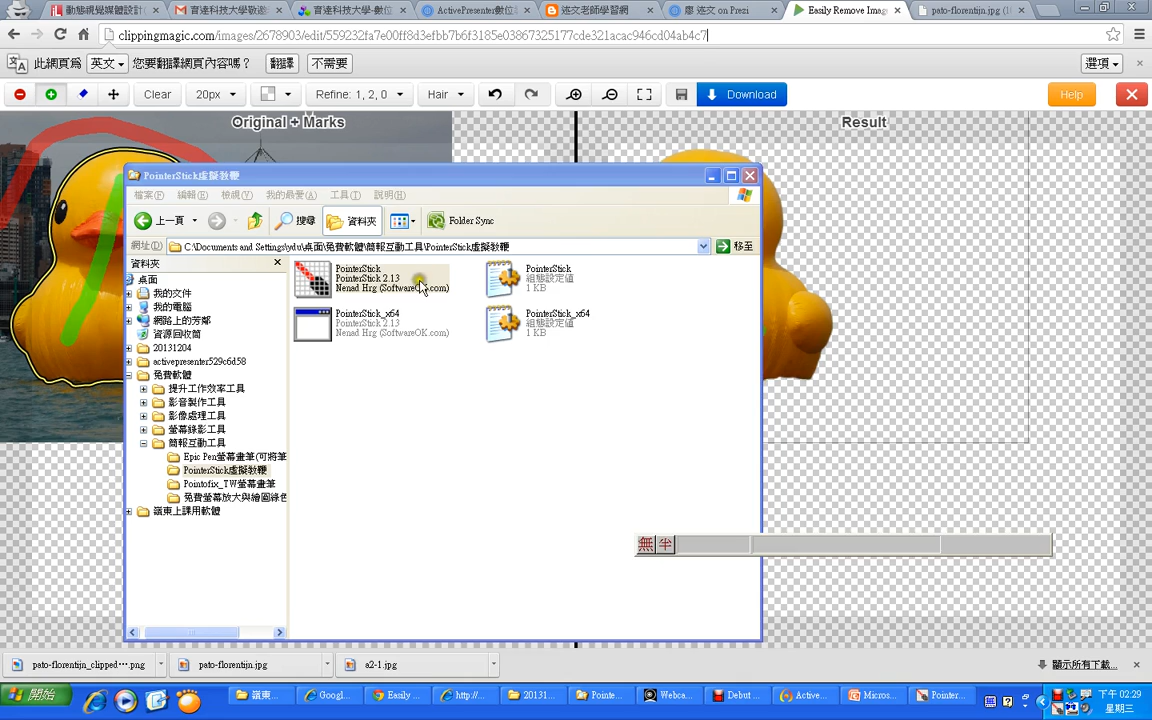 動態視覺媒體設計(
育達科技大學敬邀
育達科技大學-數位
ActivePresenter數位
迮文老師學習網
廖 迮文 on Prezi
Easily Remove Imag
pato-florentijn.jpg (1
clippingmagic.com/images/2678903/edit/559232fa7e00ff8d3efbb7b6f3185e03867325177cde321acac946cd04ab4c7
此網頁為 英文 您要翻譯網頁內容嗎？ 翻譯 不需要 選項
Clear 20px Refine: 1, 2, 0 Hair Download Help
Original + Marks Result
PointerStick虛擬教鞭
檔案(F) 編輯(E) 檢視(V) 我的最愛(A) 工具(T) 說明(H)
上一頁 搜尋 資料夾 Folder Sync
網址(D) C:\Documents and Settings\ydu\桌面\免費軟體\簡報互動工具\PointerStick虛擬教鞭 移至
資料夾
桌面
我的文件
我的電腦
網路上的芳鄰
資源回收筒
20131204
activepresenter529c6d58
免費軟體
提升工作效率工具
影音製作工具
影像處理工具
螢幕錄影工具
簡報互動工具
Epic Pen螢幕畫筆(可將筆
PointerStick虛擬教鞭
Pointofix_TW螢幕畫筆
免費螢幕放大與繪圖綠色
嶺東上課用軟體
PointerStick
PointerStick 2.13
Nenad Hrg (SoftwareOK.com)
PointerStick
組態設定值
1 KB
PointerStick_x64
PointerStick 2.13
Nenad Hrg (SoftwareOK.com)
PointerStick_x64
組態設定值
1 KB
無 半
pato-florentijn_clipped....png pato-florentijn.jpg a2-1.jpg 顯示所有下載...
開始 嶺東... Googl... Easily ... http://... 20131... Pointe... Webca... Debut ... Active... Micros... Pointer... 下午 02:29
星期三